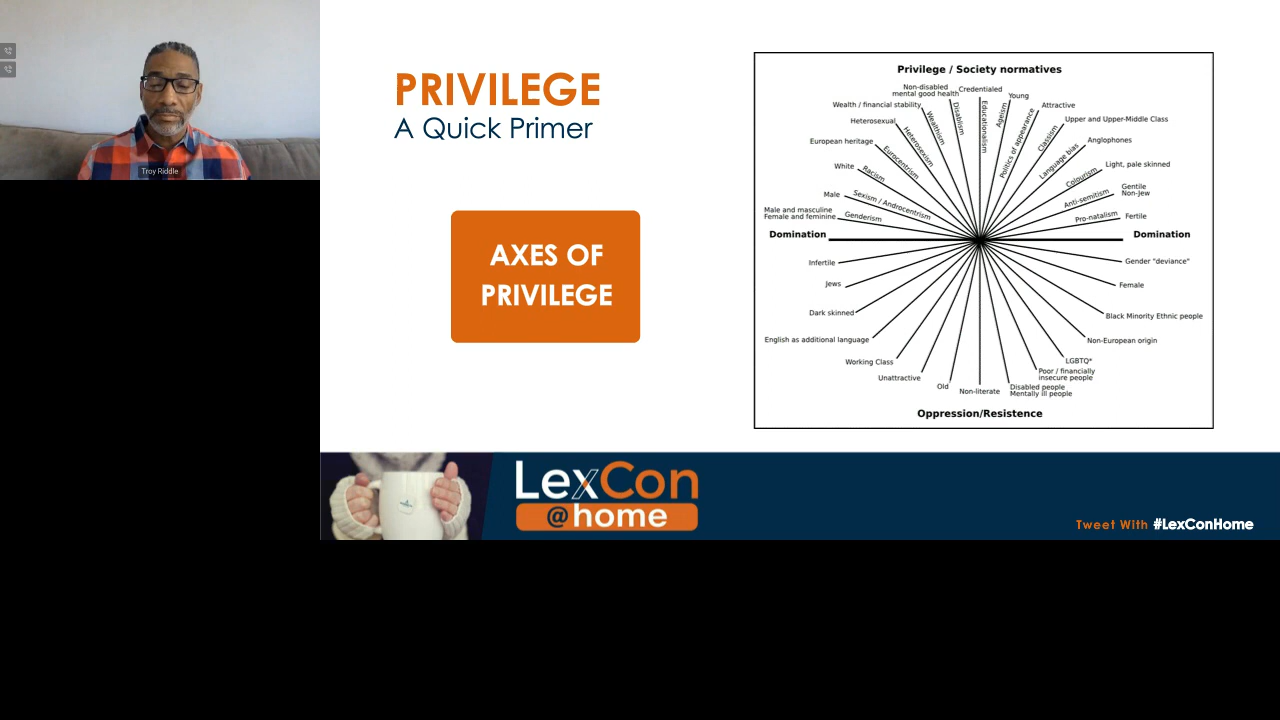 Troy Riddle
PRIVILEGE
A Quick Primer
AXES OF
PRIVILEGE
Privilege / Society normatives
Non-disabled
mental good health
Credentialed
Young
Wealth / financial stability
Attractive
Heterosexual
Upper and Upper-Middle Class
European heritage
Anglophones
White
Light, pale skinned
Male
Gentile
Non-Jew
Male and masculine
Female and feminine
Fertile
Genderism
Sexism / Androcentrism
Racism
Eurocentrism
Heterosexism
Wealthism
Disablism
Educationalism
Ageism
Politics of appearance
Classism
Language bias
Colourism
Anti-semitism
Pro-natalism
Domination
Domination
Infertile
Gender "deviance"
Jews
Female
Dark skinned
Black Minority Ethnic people
English as additional language
Non-European origin
Working Class
LGBTQ*
Unattractive
Poor / financially
insecure people
Old
Non-literate
Disabled people
Mentally ill people
Oppression/Resistence
LexCon
@home
Tweet With #LexConHome